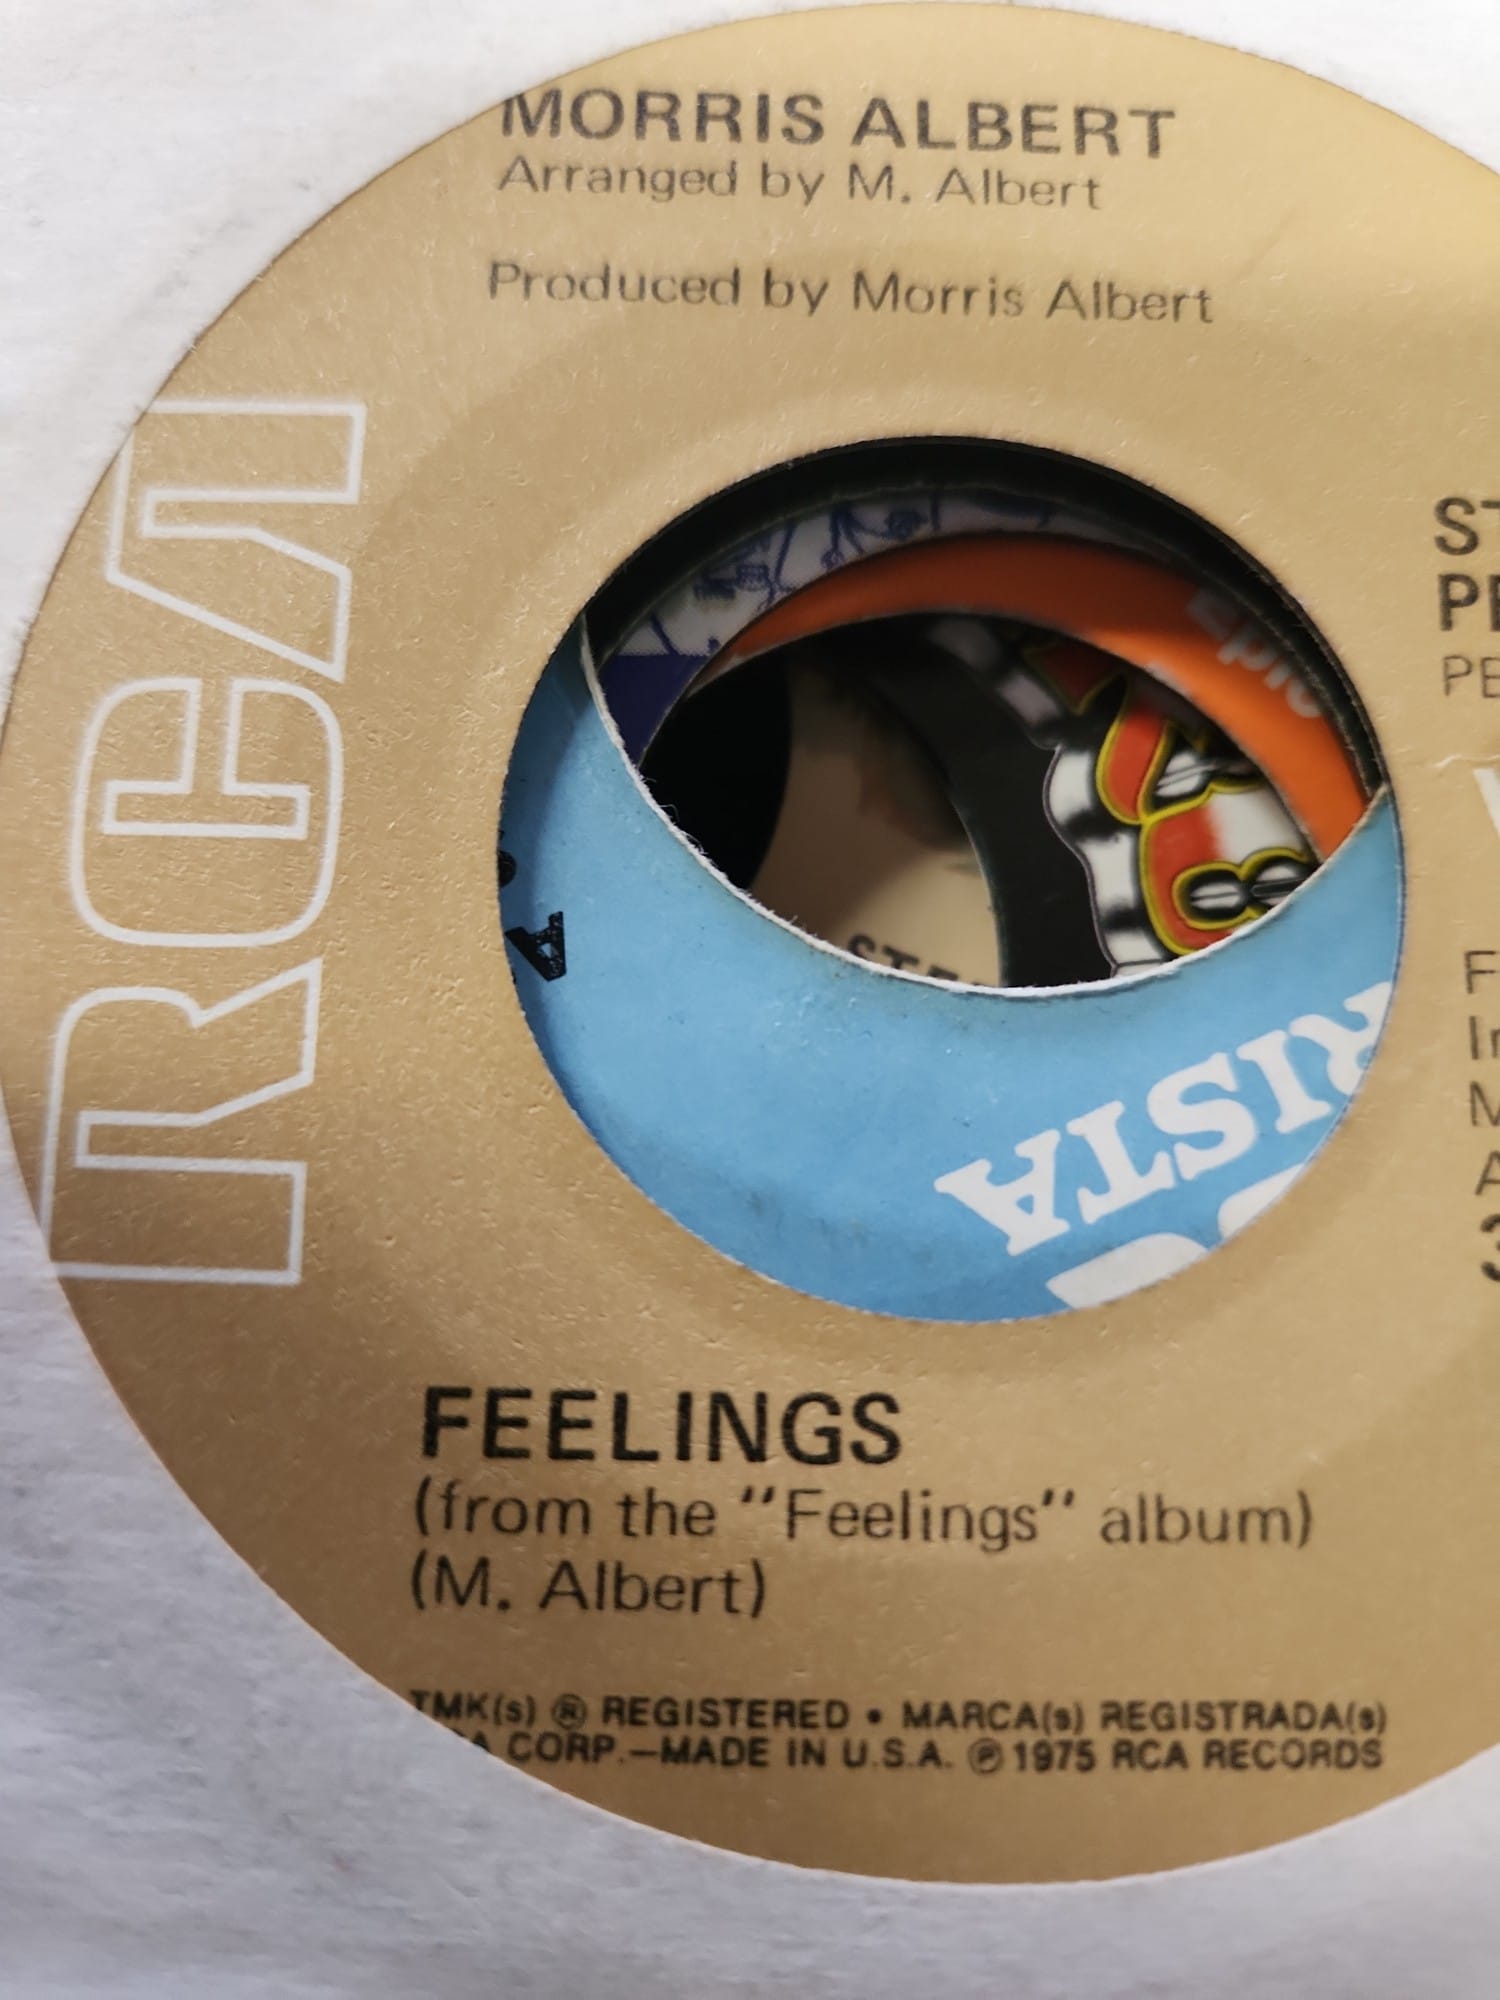 MORRIS ALBERT
Arranged by M. Albert
Produced by Morris Albert
RCA
Epic
RISTA
FEELINGS
(from the "Feelings" album)
(M. Albert)
TMK(s) ® REGISTERED • MARCA(s) REGISTRADA(s)
CORP.—MADE IN U.S.A. ℗ 1975 RCA RECORDS